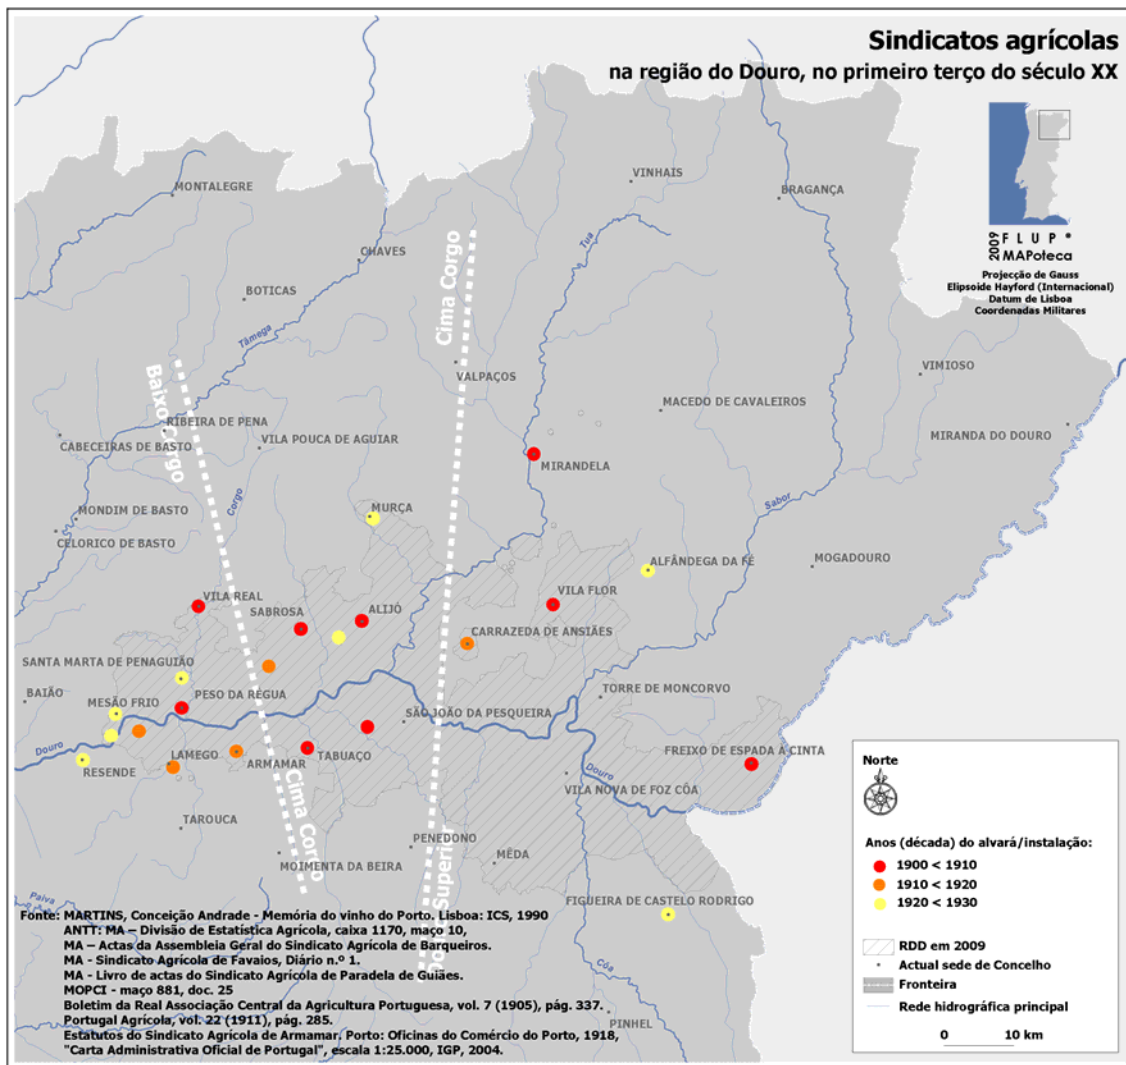 Sindicatos agrícolas
na região do Douro, no primeiro terço do século XX
2009
F L U P *
MAPoteca
Projecção de Gauss
Elipsoide Hayford (Internacional)
Datum de Lisboa
Coordenadas Militares
MONTALEGRE
VINHAIS
BRAGANÇA
CHAVES
Tua
BOTICAS
Cima Corgo
Tâmega
VALPAÇOS
VIMIOSO
Baixo Corgo
MACEDO DE CAVALEIROS
RIBEIRA DE PENA
CABECEIRAS DE BASTO
VILA POUCA DE AGUIAR
MIRANDA DO DOURO
MIRANDELA
Corgo
Sabor
MURÇA
MONDIM DE BASTO
CELORICO DE BASTO
ALFÂNDEGA DA FÉ
MOGADOURO
VILA REAL
VILA FLOR
SABROSA
ALIJÓ
CARRAZEDA DE ANSIÃES
SANTA MARTA DE PENAGUIÃO
BAIÃO
PESO DA RÉGUA
TORRE DE MONCORVO
MESÃO FRIO
SÃO JOÃO DA PESQUEIRA
Douro
LAMEGO
ARMAMAR
TABUAÇO
FREIXO DE ESPADA À CINTA
RESENDE
Douro
VILA NOVA DE FOZ CÔA
Cima Corgo
TAROUCA
PENEDONO
MÊDA
MOIMENTA DA BEIRA
Douro Superior
Paiva
FIGUEIRA DE CASTELO RODRIGO
Côa
PINHEL
Fonte: MARTINS, Conceição Andrade - Memória do vinho do Porto. Lisboa: ICS, 1990
ANTT: MA – Divisão de Estatística Agrícola, caixa 1170, maço 10,
MA – Actas da Assembleia Geral do Sindicato Agrícola de Barqueiros.
MA - Sindicato Agrícola de Favaios, Diário n.º 1.
MA - Livro de actas do Sindicato Agrícola de Paradela de Guiães.
MOPCI - maço 881, doc. 25
Boletim da Real Associação Central da Agricultura Portuguesa, vol. 7 (1905), pág. 337.
Portugal Agrícola, vol. 22 (1911), pág. 285.
Estatutos do Sindicato Agrícola de Armamar. Porto: Oficinas do Comércio do Porto, 1918,
"Carta Administrativa Oficial de Portugal", escala 1:25.000, IGP, 2004.
Norte
Anos (década) do alvará/instalação:
1900 < 1910
1910 < 1920
1920 < 1930
RDD em 2009
Actual sede de Concelho
Fronteira
Rede hidrográfica principal
0 10 km